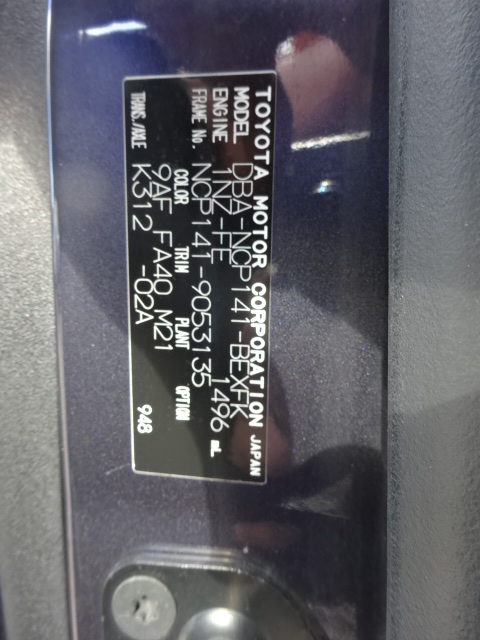 TOYOTA MOTOR CORPORATION JAPAN
MODEL DBA-NCP141-BEXFK
ENGINE 1NZ-FE 1496 mL
FRAME No. NCP141-9053135
COLOR TRIM PLANT OPTION
9AF FA40 M21
TRANS./AXLE K312 -02A 948